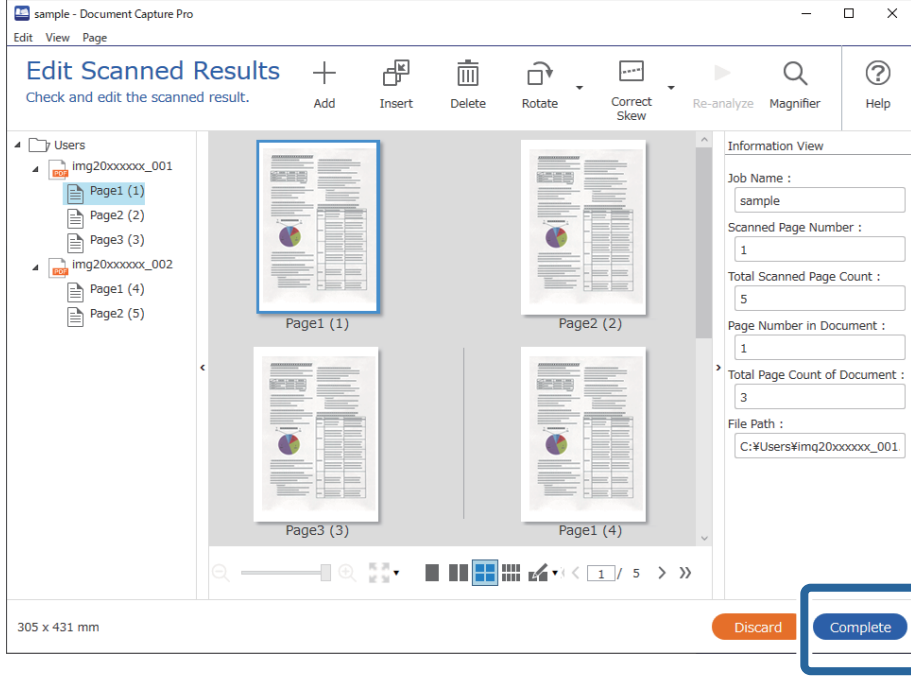 sample - Document Capture Pro
Edit View Page
Edit Scanned Results
Check and edit the scanned result.
Add
Insert
Delete
Rotate
Correct
Skew
Re-analyze
Magnifier
Help
Users
PDF
img20xxxxxx_001
Page1 (1)
Page2 (2)
Page3 (3)
PDF
img20xxxxxx_002
Page1 (4)
Page2 (5)
Page1 (1)
Page2 (2)
Page3 (3)
Page1 (4)
1 / 5
Information View
Job Name :
sample
Scanned Page Number :
1
Total Scanned Page Count :
5
Page Number in Document :
1
Total Page Count of Document :
3
File Path :
C:¥Users¥img20xxxxxx_001
305 x 431 mm
Discard
Complete